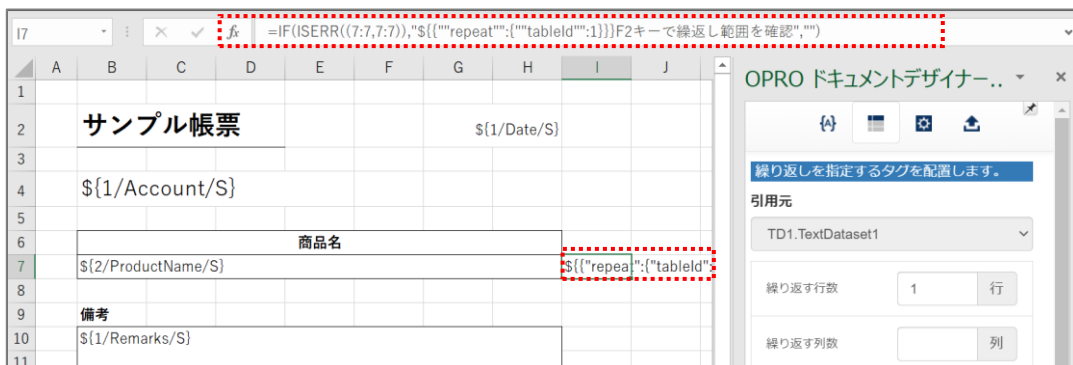 I7 fx =IF(ISERR((7:7,7:7)),"${{""repeat"":{""tableId"":1}}}F2キーで繰返し範囲を確認","")
A B C D E F G H I J
1
2 サンプル帳票 ${1/Date/S}
3
4 ${1/Account/S}
5
6 商品名
7 ${2/ProductName/S} ${{"repeat":{"tableId":
8
9 備考
10 ${1/Remarks/S}
11
OPRO ドキュメントデザイナー..
{A}
繰り返しを指定するタグを配置します。
引用元
TD1.TextDataset1
繰り返す行数 1 行
繰り返す列数 列